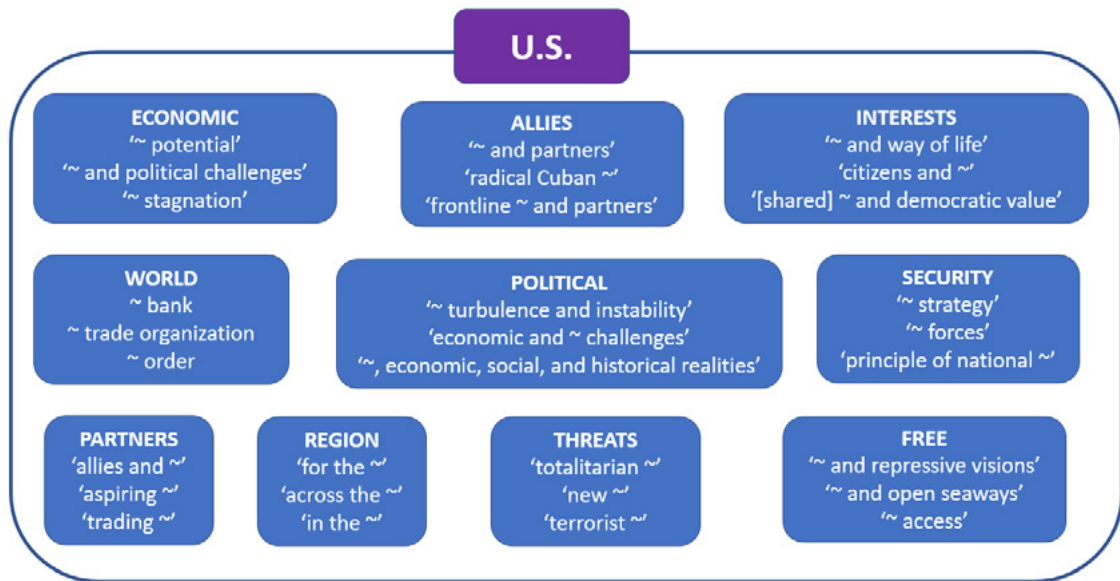 U.S.
ECONOMIC
‘~ potential’
‘~ and political challenges’
‘~ stagnation’
ALLIES
‘~ and partners’
‘radical Cuban ~’
‘frontline ~ and partners’
INTERESTS
‘~ and way of life’
‘citizens and ~’
‘[shared] ~ and democratic value’
WORLD
~ bank
~ trade organization
~ order
POLITICAL
‘~ turbulence and instability’
‘economic and ~ challenges’
‘~, economic, social, and historical realities’
SECURITY
‘~ strategy’
‘~ forces’
‘principle of national ~’
PARTNERS
‘allies and ~’
‘aspiring ~’
‘trading ~’
REGION
‘for the ~’
‘across the ~’
‘in the ~’
THREATS
‘totalitarian ~’
‘new ~’
‘terrorist ~’
FREE
‘~ and repressive visions’
‘~ and open seaways’
‘~ access’